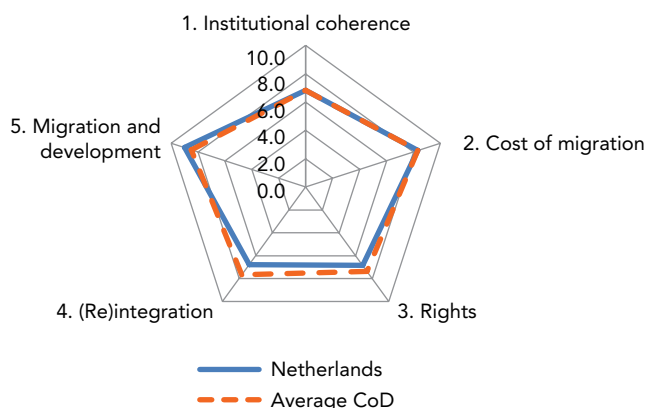 1. Institutional coherence
10.0
8.0
6.0
4.0
2.0
0.0
5. Migration and
development
2. Cost of migration
4. (Re)integration
3. Rights
Netherlands
Average CoD